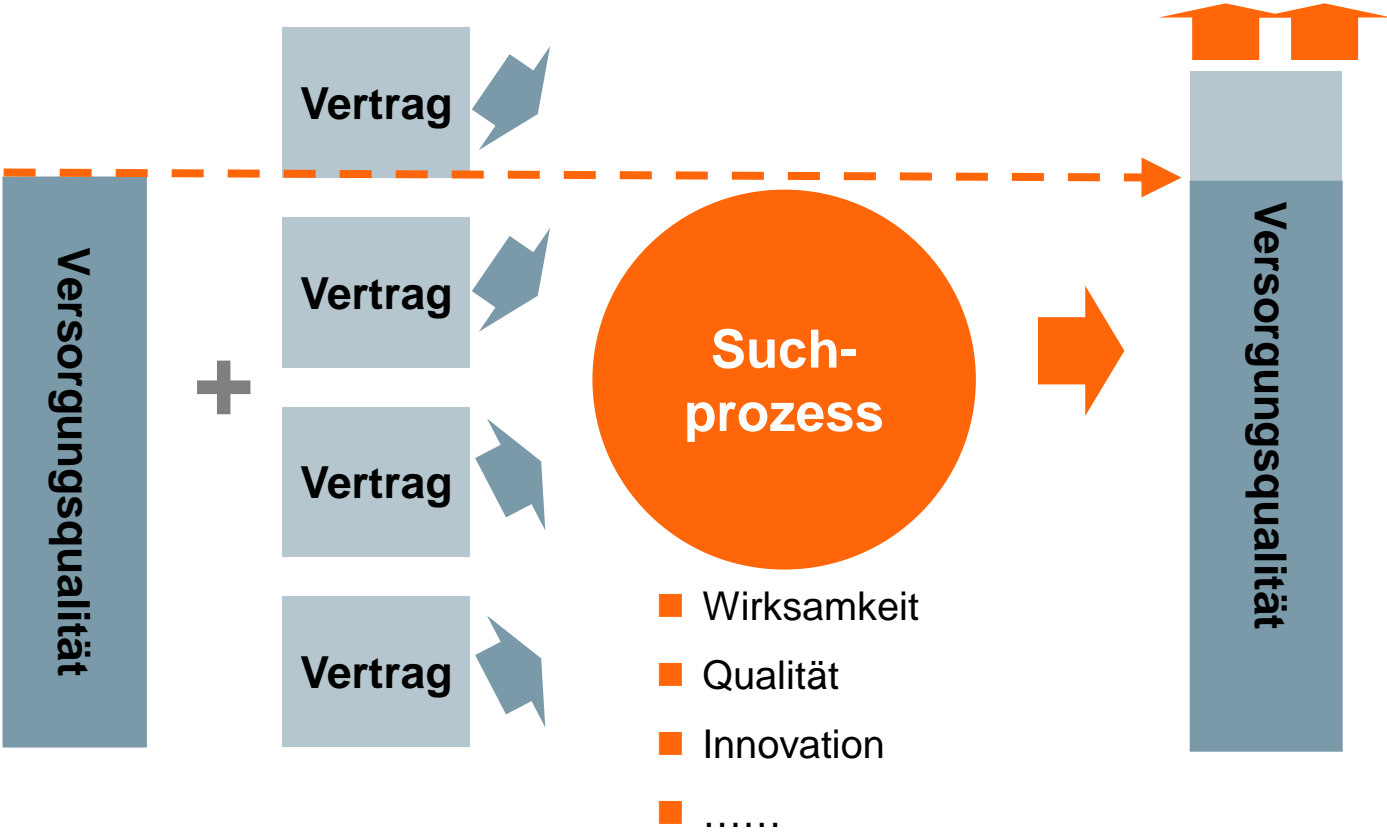 Versorgungsqualität
+
Vertrag
Vertrag
Vertrag
Vertrag
Such-
prozess
Wirksamkeit
Qualität
Innovation
……
Versorgungsqualität